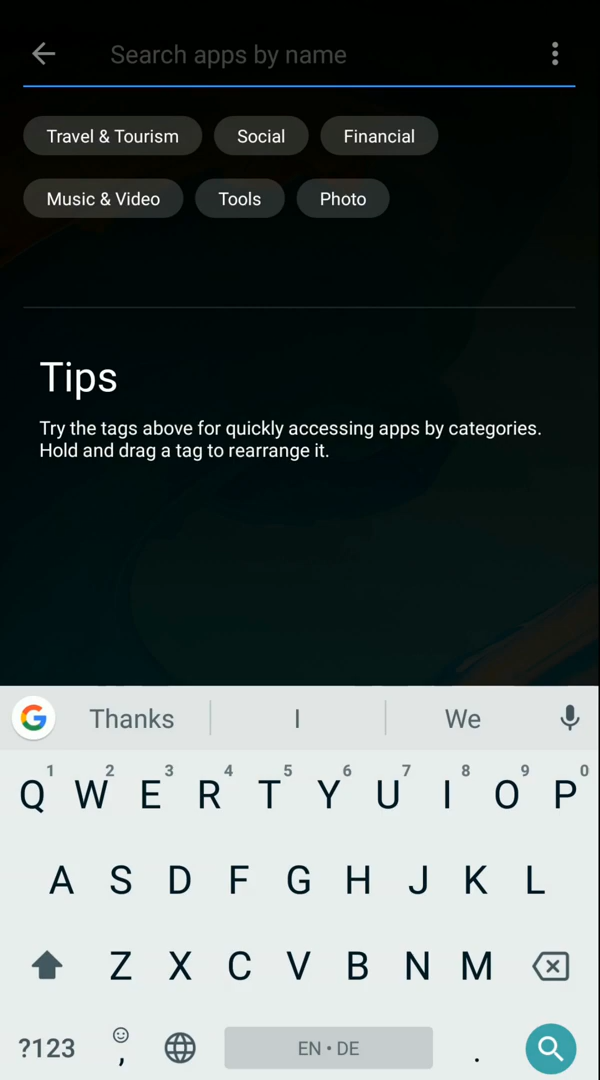 Search apps by name
Travel & Tourism Social Financial
Music & Video Tools Photo
Tips
Try the tags above for quickly accessing apps by categories.
Hold and drag a tag to rearrange it.
G Thanks I We
1 2 3 4 5 6 7 8 9 0
Q W E R T Y U I O P
A S D F G H J K L
Z X C V B N M
?123 , EN • DE .